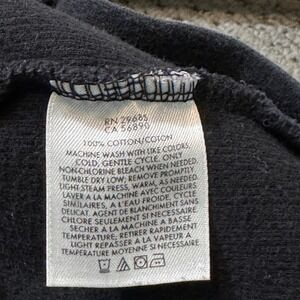 RN 29685
CA 56890
100% COTTON/COTON
MACHINE WASH WITH LIKE COLORS,
COLD, GENTLE CYCLE. ONLY
NON-CHLORINE BLEACH WHEN NEEDED.
TUMBLE DRY LOW; REMOVE PROMPTLY.
LIGHT STEAM PRESS, WARM, AS NEEDED.
LAVER A LA MACHINE AVEC COULEURS
SIMILAIRES, A L'EAU FROIDE. CYCLE
DELICAT. AGENT DE BLANCHIMENT SANS
CHLORE SEULEMENT SI NECESSAIRE.
SECHER A LA MACHINE A BASSE
TEMPERATURE; RETIRER RAPIDEMENT.
LIGHT REPASSER A LA VAPEUR A
TEMPERATURE MOYENNE SI NECESSAIRE.